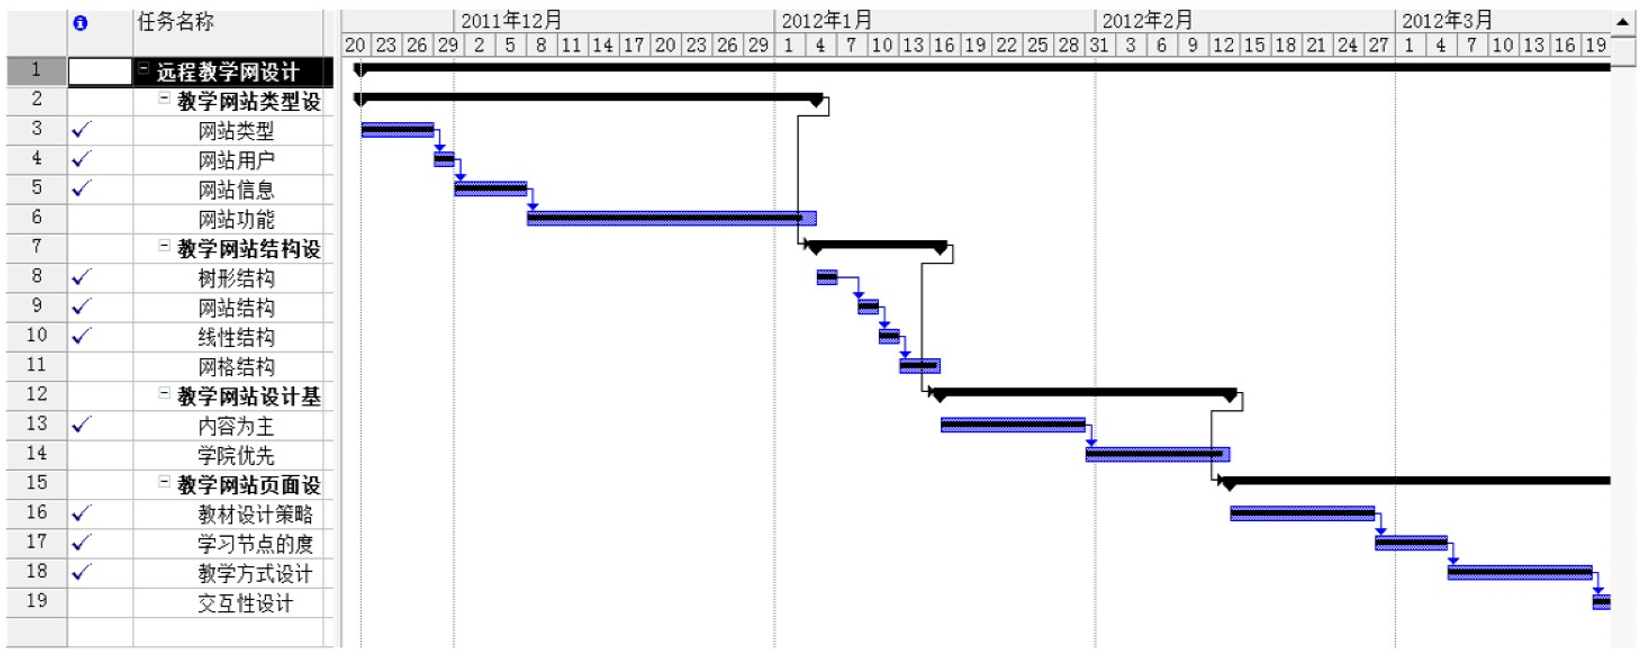 任务名称
2011年12月 2012年1月 2012年2月 2012年3月
20 23 26 29 2 5 8 11 14 17 20 23 26 29 1 4 7 10 13 16 19 22 25 28 31 3 6 9 12 15 18 21 24 27 1 4 7 10 13 16 19
1 远程教学网设计
2 教学网站类型设
3 网站类型
4 网站用户
5 网站信息
6 网站功能
7 教学网站结构设
8 树形结构
9 网站结构
10 线性结构
11 网格结构
12 教学网站设计基
13 内容为主
14 学院优先
15 教学网站页面设
16 教材设计策略
17 学习节点的度
18 教学方式设计
19 交互性设计